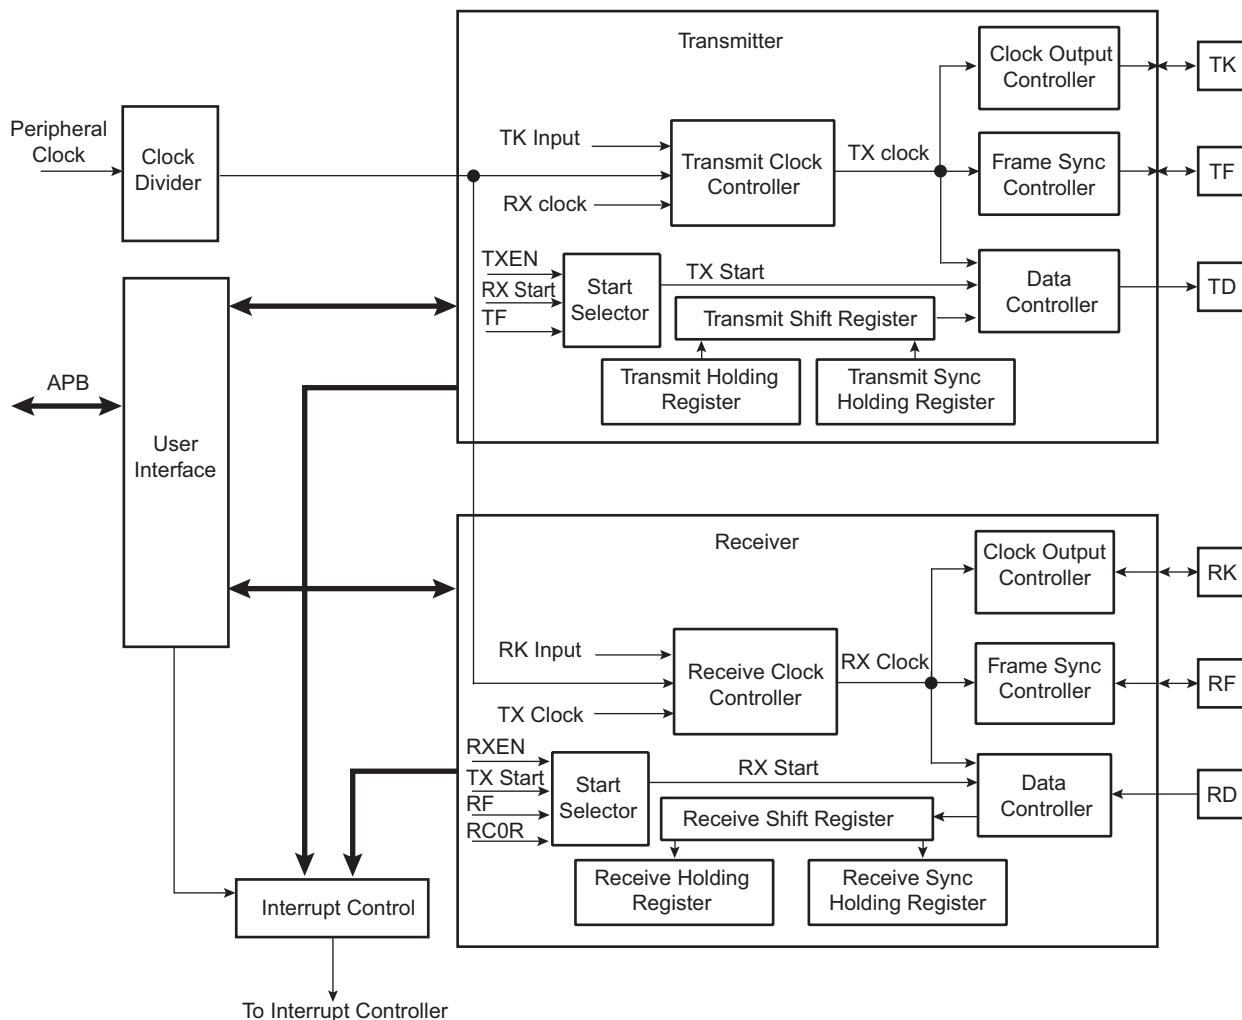 Transmitter
Clock Output
Controller
TK
Peripheral
Clock
Clock
Divider
TK Input
Transmit Clock
Controller
TX clock
Frame Sync
Controller
TF
RX clock
TXEN
RX Start
TF
Start
Selector
TX Start
Data
Controller
TD
Transmit Shift Register
Transmit Holding
Register
Transmit Sync
Holding Register
APB
User
Interface
Receiver
Clock Output
Controller
RK
RK Input
Receive Clock
Controller
RX Clock
Frame Sync
Controller
RF
TX Clock
RXEN
TX Start
RF
RC0R
Start
Selector
RX Start
Data
Controller
RD
Receive Shift Register
Receive Holding
Register
Receive Sync
Holding Register
Interrupt Control
To Interrupt Controller